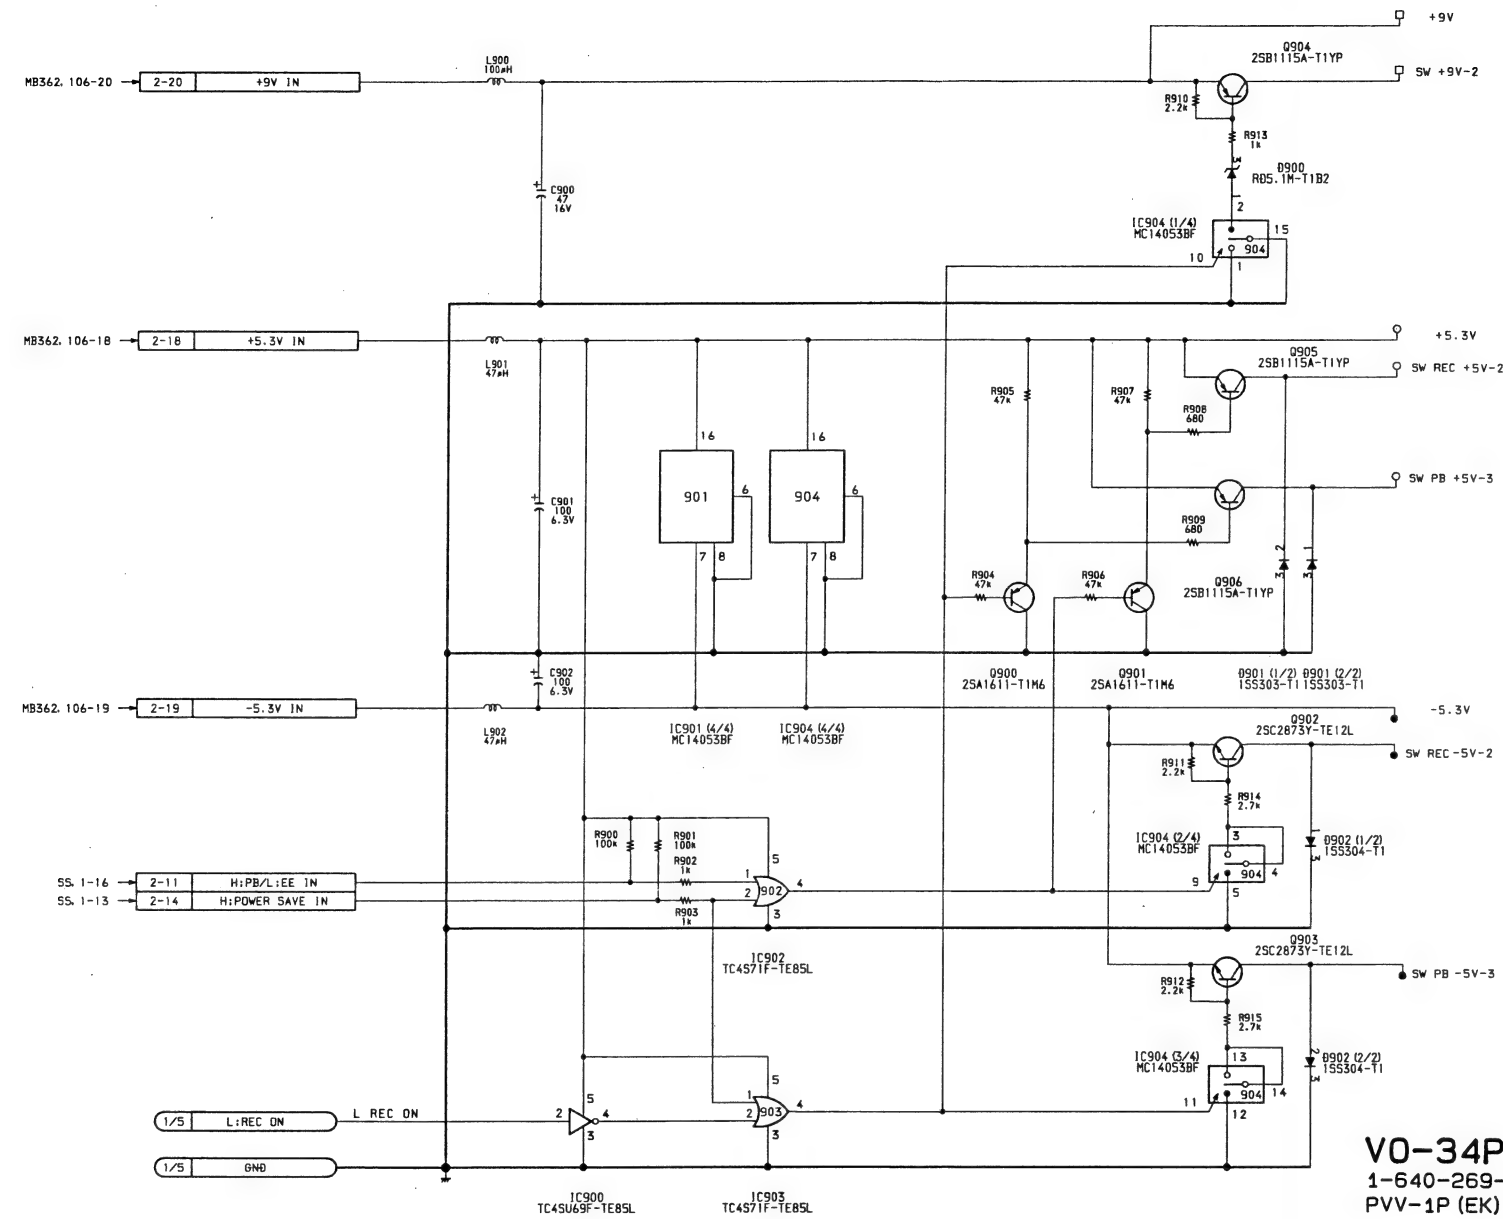 +9V
Q904
2SB1115A-T1YP
SW +9V-2
L900
100µH
MB362. 106-20
2-20
+9V IN
R910
2.2k
R913
1k
3
D900
RD5.1M-T1B2
C900
47
16V
1
2
IC904 (1/4)
MC14053BF
15
904
10
1
MB362. 106-18
2-18
+5.3V IN
L901
47µH
+5.3V
Q905
2SB1115A-T1YP
SW REC +5V-2
R905
47k
R907
47k
R908
680
16
16
901
6
904
6
SW PB +5V-3
C901
100
6.3V
R909
680
7
8
7
8
2
3
1
3
R904
47k
R906
47k
Q906
2SB1115A-T1YP
C902
100
6.3V
Q900
2SA1611-T1M6
Q901
2SA1611-T1M6
D901 (1/2)
1SS303-T1
D901 (2/2)
1SS303-T1
MB362. 106-19
2-19
-5.3V IN
L902
47µH
IC901 (4/4)
MC14053BF
IC904 (4/4)
MC14053BF
-5.3V
Q902
2SC2873Y-TE12L
SW REC -5V-2
R911
2.2k
R914
2.7k
R900
100k
R901
100k
IC904 (2/4)
MC14053BF
3
904
4
9
5
1
3
D902 (1/2)
1SS304-T1
R902
1k
5
SS. 1-16
2-11
H:PB/L:EE IN
1
902
4
SS. 1-13
2-14
H:POWER SAVE IN
2
3
R903
1k
IC902
TC4S71F-TE85L
Q903
2SC2873Y-TE12L
R912
2.2k
SW PB -5V-3
R915
2.7k
IC904 (3/4)
MC14053BF
13
904
14
11
12
2
3
D902 (2/2)
1SS304-T1
5
5
1/5
L:REC ON
L REC ON
2
4
3
1
2
903
4
3
1/5
GND
IC900
TC4SU69F-TE85L
IC903
TC4S71F-TE85L
VO-34P
1-640-269-
PVV-1P (EK)